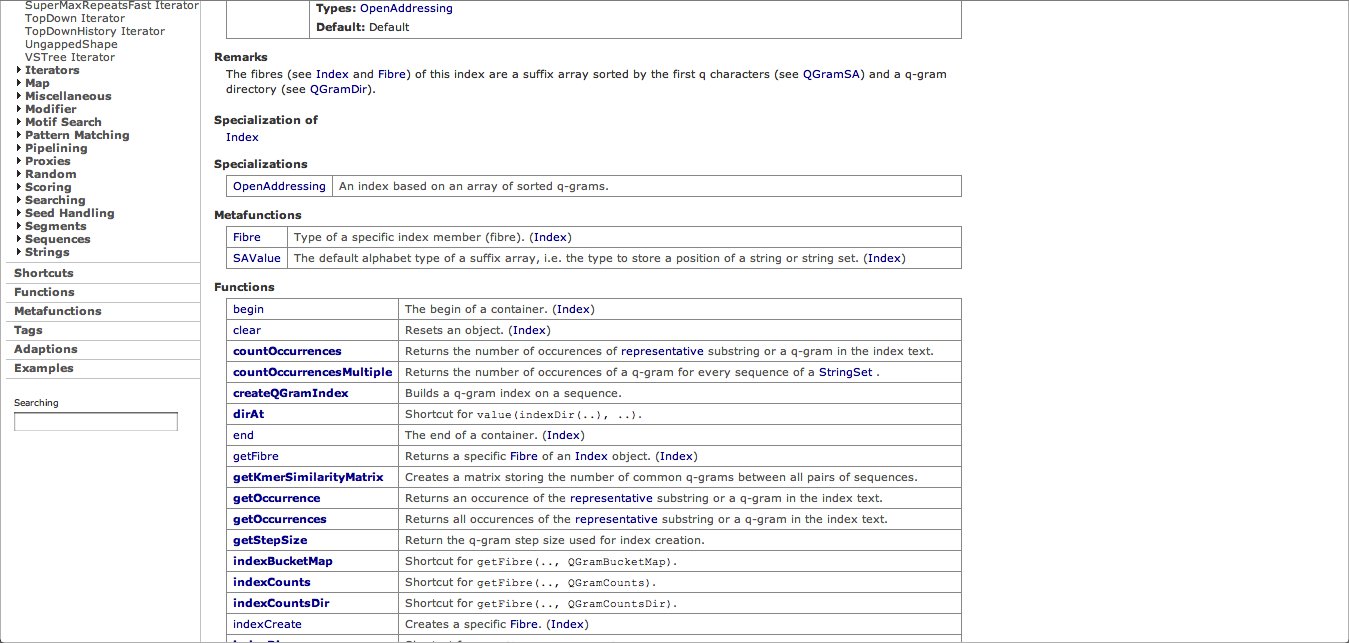 SuperMaxRepeatsFast Iterator
TopDown Iterator
TopDownHistory Iterator
UngappedShape
VSTree Iterator
Iterators
Map
Miscellaneous
Modifier
Motif Search
Pattern Matching
Pipelining
Proxies
Random
Scoring
Searching
Seed Handling
Segments
Sequences
Strings
Shortcuts
Functions
Metafunctions
Tags
Adaptions
Examples
Searching
Types: OpenAddressing
Default: Default
Remarks
The fibres (see Index and Fibre) of this index are a suffix array sorted by the first q characters (see QGramSA) and a q-gram
directory (see QGramDir).
Specialization of
Index
Specializations
OpenAddressing An index based on an array of sorted q-grams.
Metafunctions
Fibre Type of a specific index member (fibre). (Index)
SAValue The default alphabet type of a suffix array, i.e. the type to store a position of a string or string set. (Index)
Functions
begin The begin of a container. (Index)
clear Resets an object. (Index)
countOccurrences Returns the number of occurences of representative substring or a q-gram in the index text.
countOccurrencesMultiple Returns the number of occurences of a q-gram for every sequence of a StringSet .
createQGramIndex Builds a q-gram index on a sequence.
dirAt Shortcut for value(indexDir(..), ..).
end The end of a container. (Index)
getFibre Returns a specific Fibre of an Index object. (Index)
getKmerSimilarityMatrix Creates a matrix storing the number of common q-grams between all pairs of sequences.
getOccurrence Returns an occurence of the representative substring or a q-gram in the index text.
getOccurrences Returns all occurences of the representative substring or a q-gram in the index text.
getStepSize Return the q-gram step size used for index creation.
indexBucketMap Shortcut for getFibre(.., QGramBucketMap).
indexCounts Shortcut for getFibre(.., QGramCounts).
indexCountsDir Shortcut for getFibre(.., QGramCountsDir).
indexCreate Creates a specific Fibre. (Index)